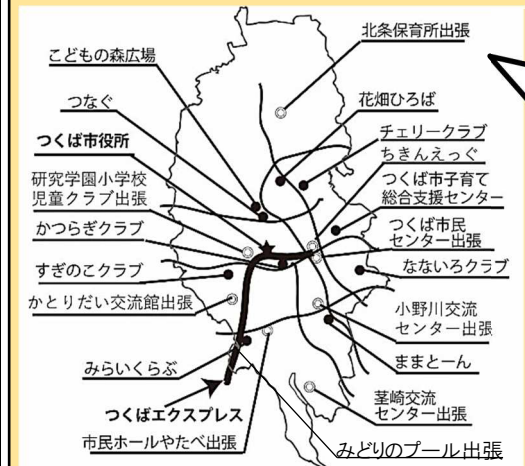 北条保育所出張
こどもの森広場
つなぐ
花畑ひろば
つくば市役所
チェリークラブ
ちきんえっぐ
研究学園小学校
児童クラブ出張
つくば市子育て
総合支援センター
かつらぎクラブ
つくば市民
センター出張
すぎのこクラブ
なないろクラブ
かとりだい交流館出張
小野川交流
センター出張
みらいくらぶ
ままとーん
つくばエクスプレス
茎崎交流
センター出張
市民ホールやたべ出張
みどりのプール出張